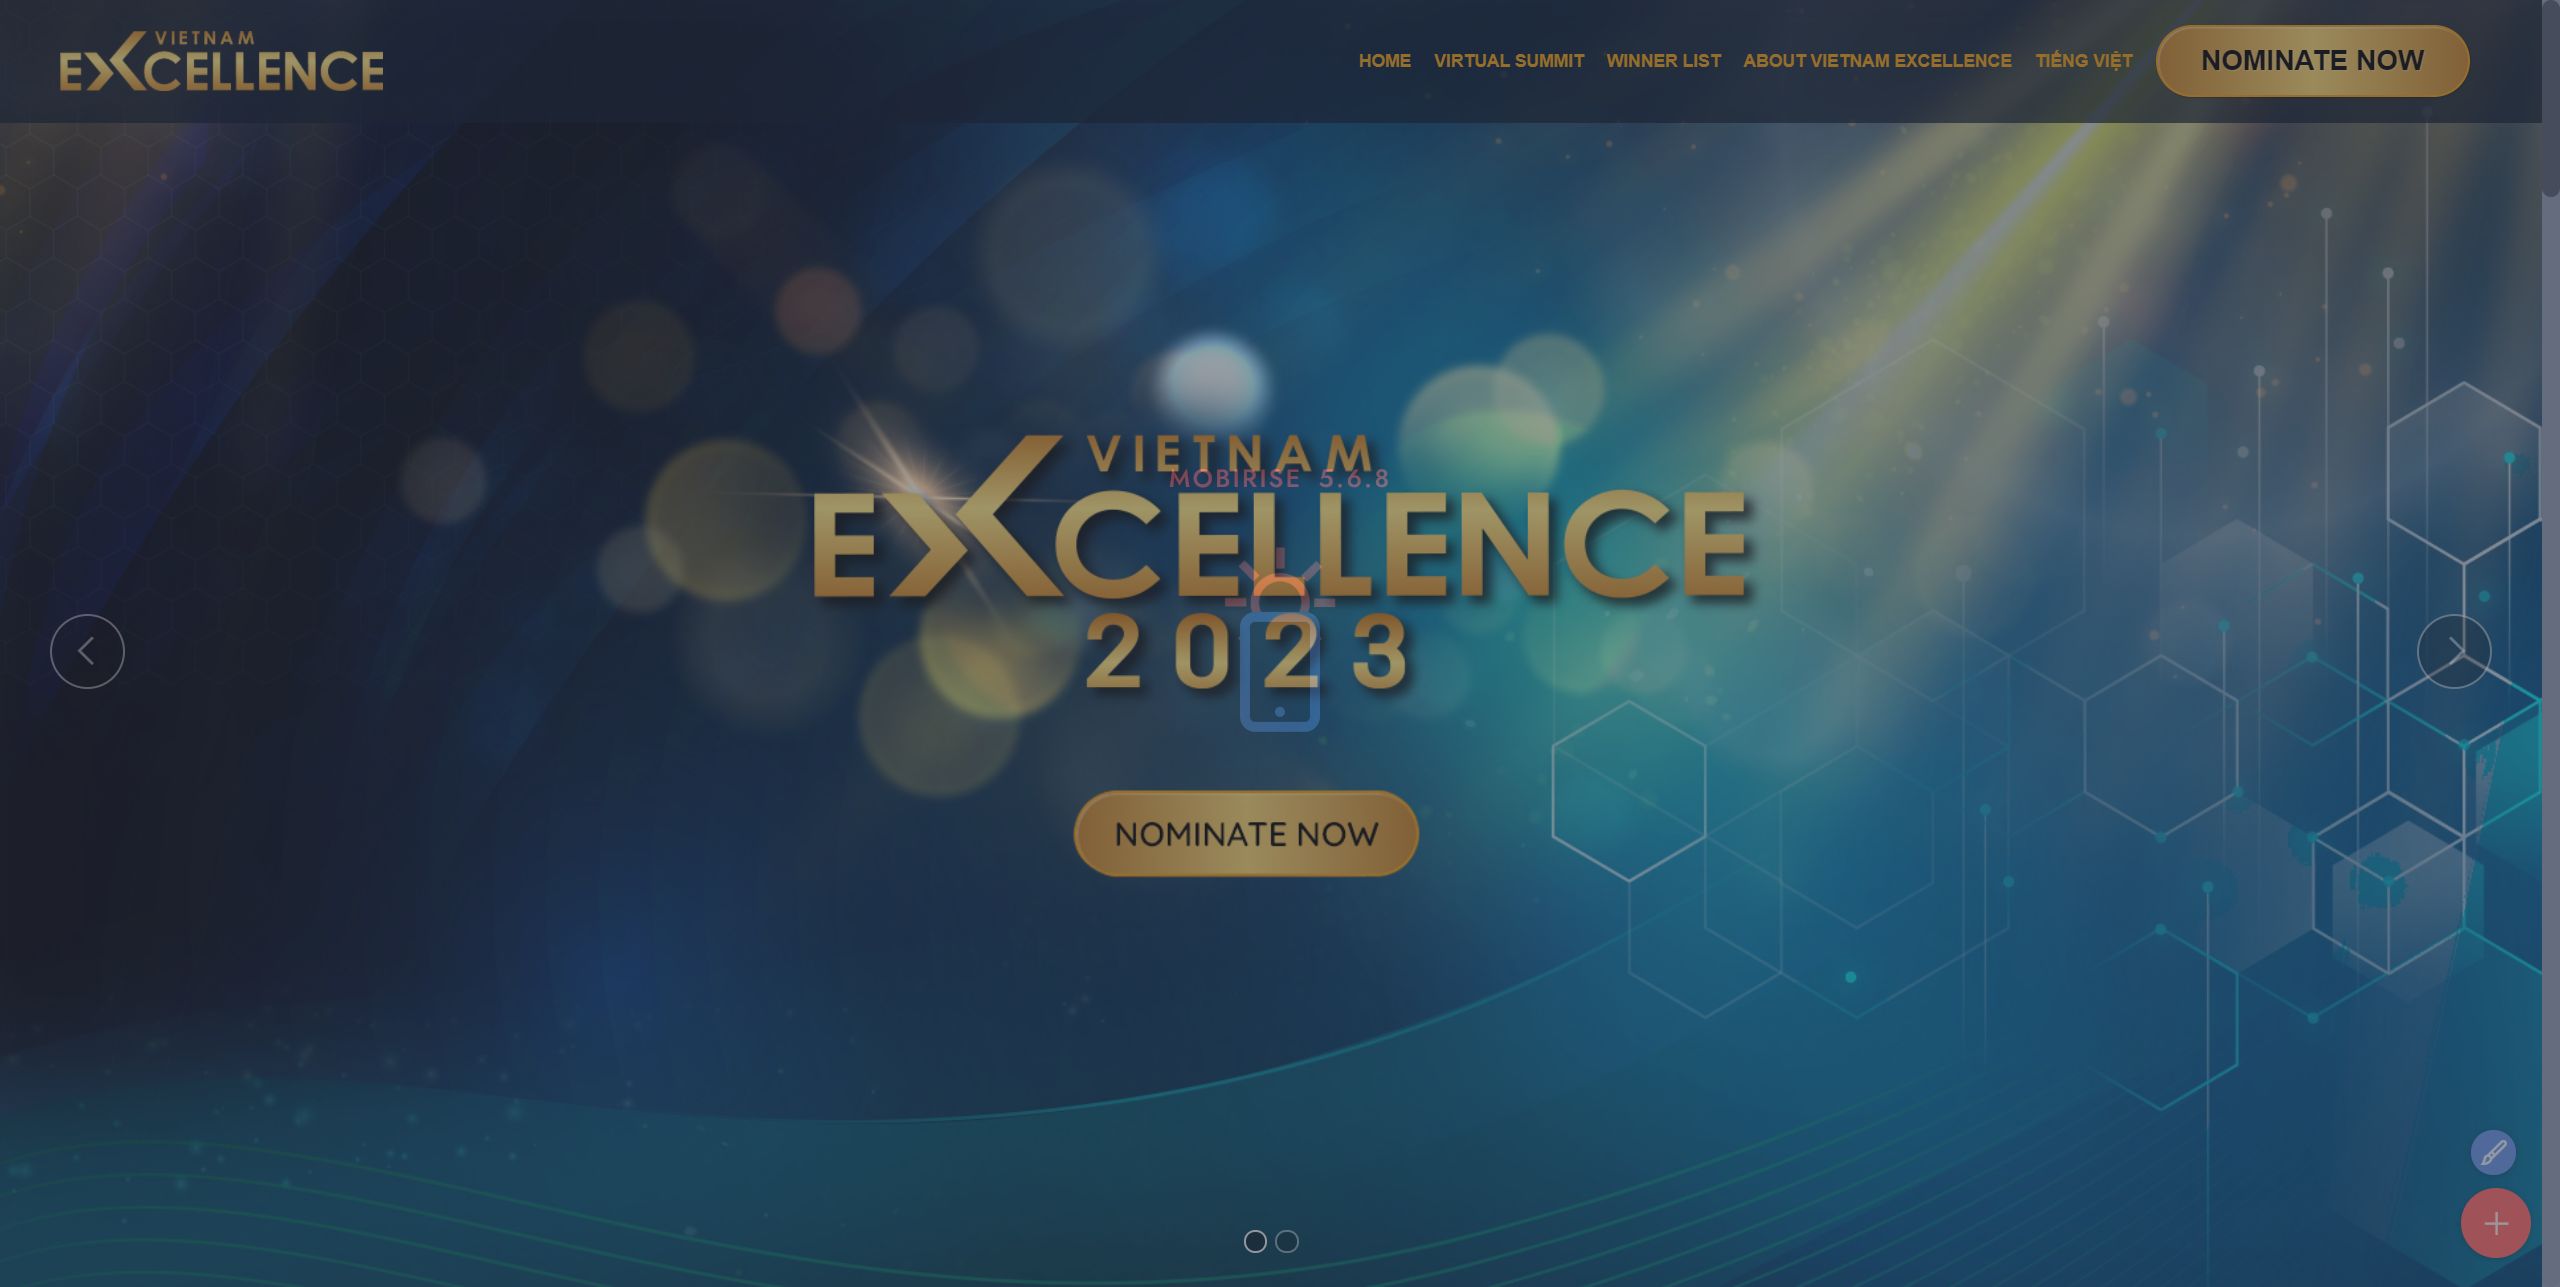 VIETNAM
EXCELLENCE
HOME VIRTUAL SUMMIT WINNER LIST ABOUT VIETNAM EXCELLENCE TIẾNG VIỆT NOMINATE NOW
VIETNAM
MOBIRISE 5.6.8
EXCELLENCE
2023
NOMINATE NOW